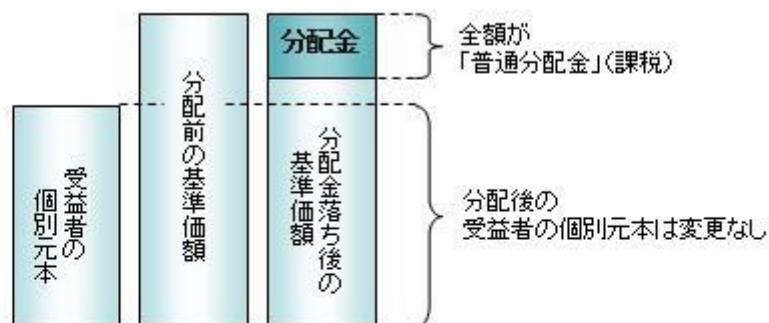 受益者の
個別元本
分配前の基準価額
分配金
分配金落ち後の
基準価額
全額が
「普通分配金」(課税)
分配後の
受益者の個別元本は変更なし